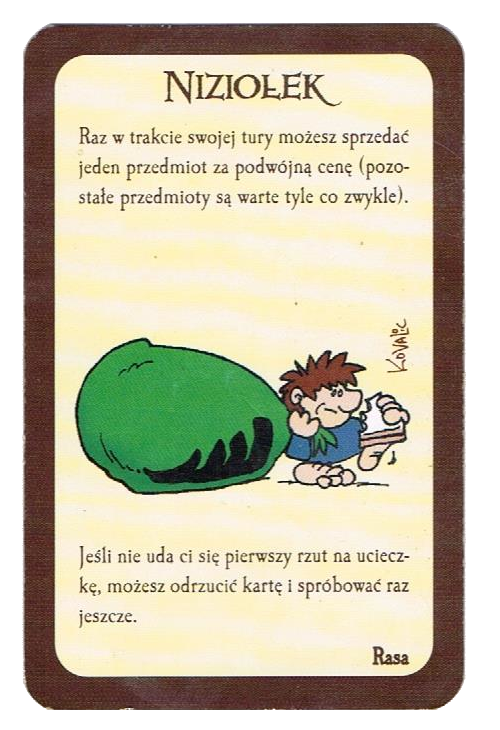 Niziołek
Raz w trakcie swojej tury możesz sprzedać
jeden przedmiot za podwójną cenę (pozo-
stałe przedmioty są warte tyle co zwykle).
Kovalic
Jeśli nie uda ci się pierwszy rzut na uciecz-
kę, możesz odrzucić kartę i spróbować raz
jeszcze.
Rasa